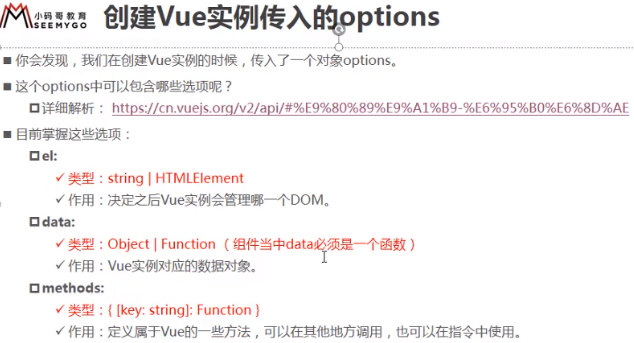 小码哥教育
SEEMYGO
创建Vue实例传入的options
你会发现，我们在创建Vue实例的时候，传入了一个对象options。
这个options中可以包含哪些选项呢？
详细解析： https://cn.vuejs.org/v2/api/#%E9%80%89%E9%A1%B9-%E6%95%B0%E6%8D%AE
目前掌握这些选项：
el:
类型：string | HTMLElement
作用：决定之后Vue实例会管理哪一个DOM。
data:
类型：Object | Function （组件当中data必须是一个函数）
作用：Vue实例对应的数据对象。
methods:
类型：{ [key: string]: Function }
作用：定义属于Vue的一些方法，可以在其他地方调用，也可以在指令中使用。